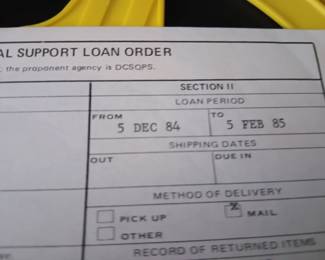 AL SUPPORT LOAN ORDER
the proponent agency is DCSOPS.
SECTION II
LOAN PERIOD
FROM
5 DEC 84
TO
5 FEB 85
SHIPPING DATES
OUT
DUE IN
METHOD OF DELIVERY
PICK UP
X MAIL
OTHER
RECORD OF RETURNED ITEMS